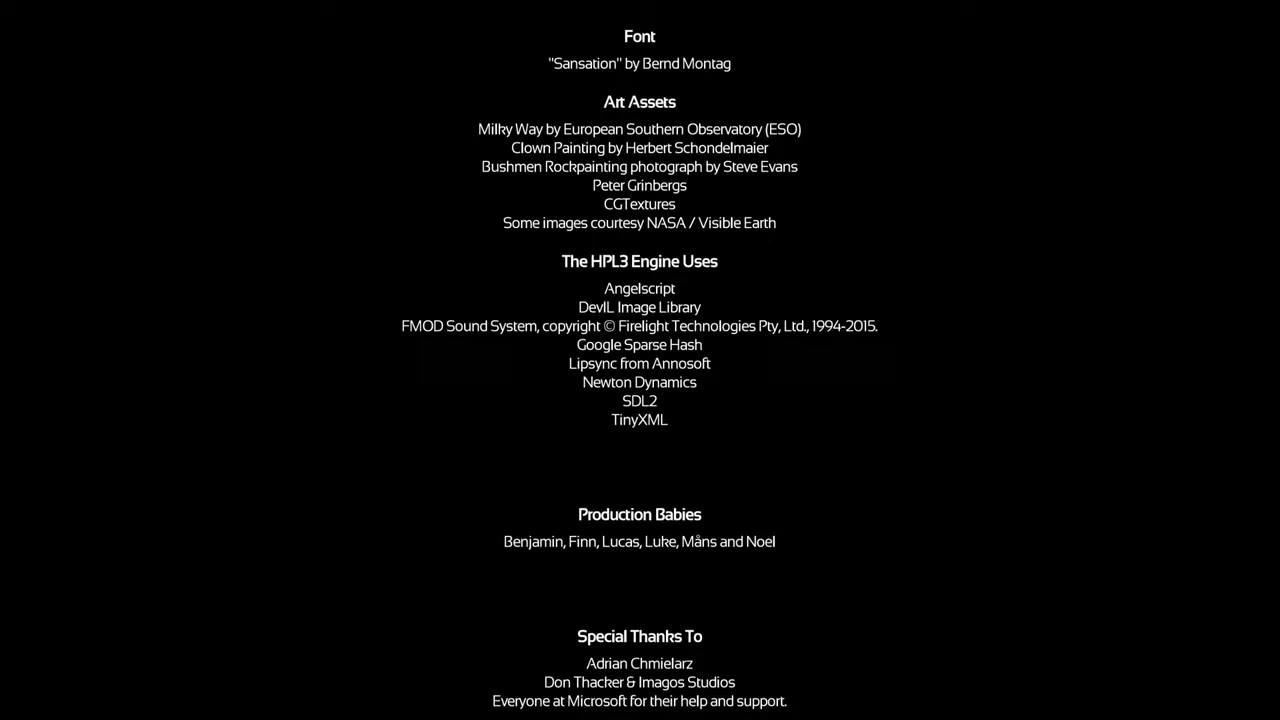 Font
"Sansation" by Bernd Montag
Art Assets
Milky Way by European Southern Observatory (ESO)
Clown Painting by Herbert Schondelmaier
Bushmen Rockpainting photograph by Steve Evans
Peter Grinbergs
CGTextures
Some images courtesy NASA / Visible Earth
The HPL3 Engine Uses
Angelscript
DevIL Image Library
FMOD Sound System, copyright © Firelight Technologies Pty, Ltd., 1994-2015.
Google Sparse Hash
Lipsync from Annosoft
Newton Dynamics
SDL2
TinyXML
Production Babies
Benjamin, Finn, Lucas, Luke, Måns and Noel
Special Thanks To
Adrian Chmielarz
Don Thacker & Imagos Studios
Everyone at Microsoft for their help and support.